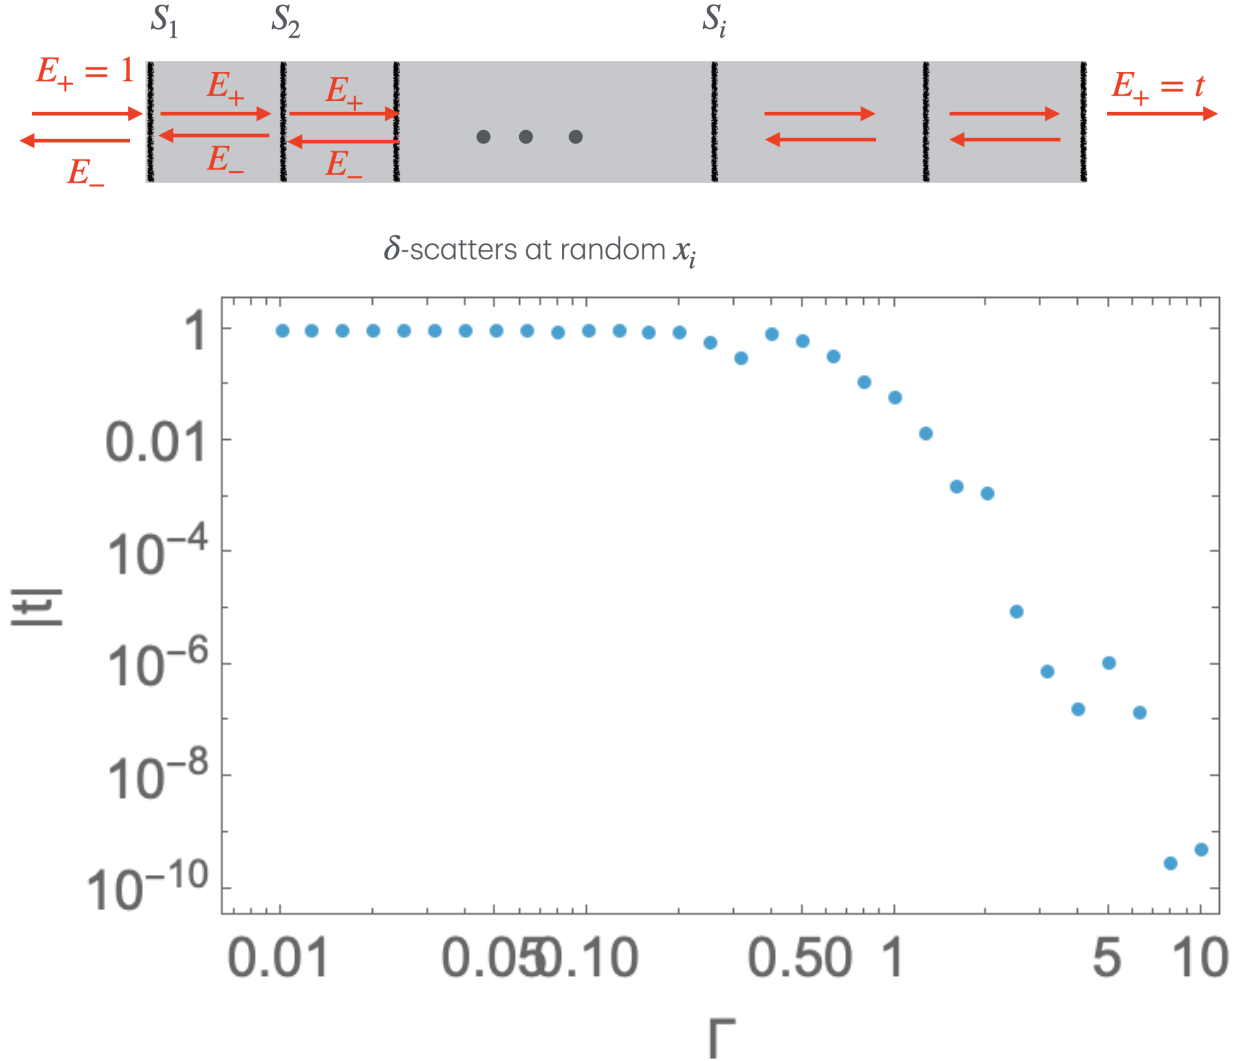 S₁ S₂ Sᵢ
E₊ = 1 E₊ E₊ E₊ = t
E₋ E₋ E₋
δ-scatters at random xᵢ
1
0.01
10⁻⁴
10⁻⁶
10⁻⁸
10⁻¹⁰
|t|
0.01 0.05 0.10 0.50 1 5 10
Γ